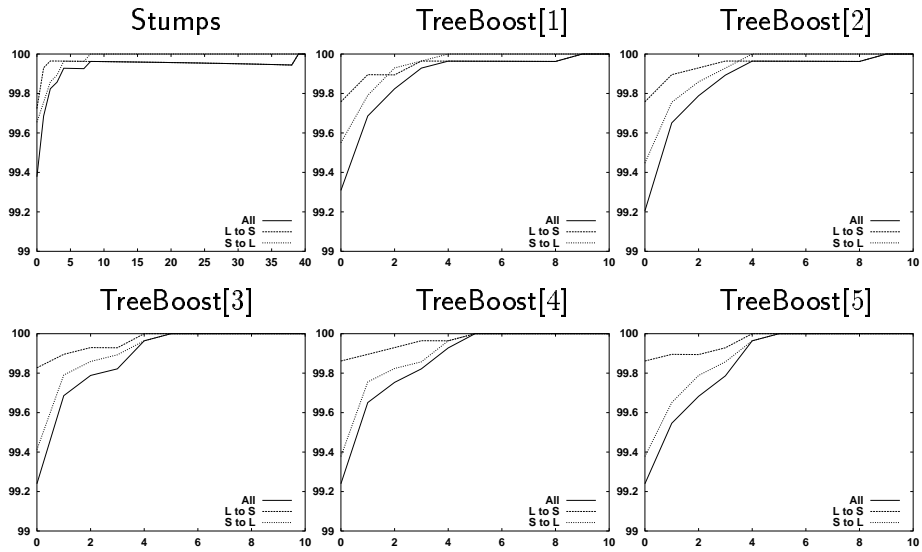 Stumps
100
99.8
99.6
99.4
99.2
99
0 5 10 15 20 25 30 35 40
All
L to S
S to L
TreeBoost[1]
100
99.8
99.6
99.4
99.2
99
0 2 4 6 8 10
All
L to S
S to L
TreeBoost[2]
100
99.8
99.6
99.4
99.2
99
0 2 4 6 8 10
All
L to S
S to L
TreeBoost[3]
100
99.8
99.6
99.4
99.2
99
0 2 4 6 8 10
All
L to S
S to L
TreeBoost[4]
100
99.8
99.6
99.4
99.2
99
0 2 4 6 8 10
All
L to S
S to L
TreeBoost[5]
100
99.8
99.6
99.4
99.2
99
0 2 4 6 8 10
All
L to S
S to L